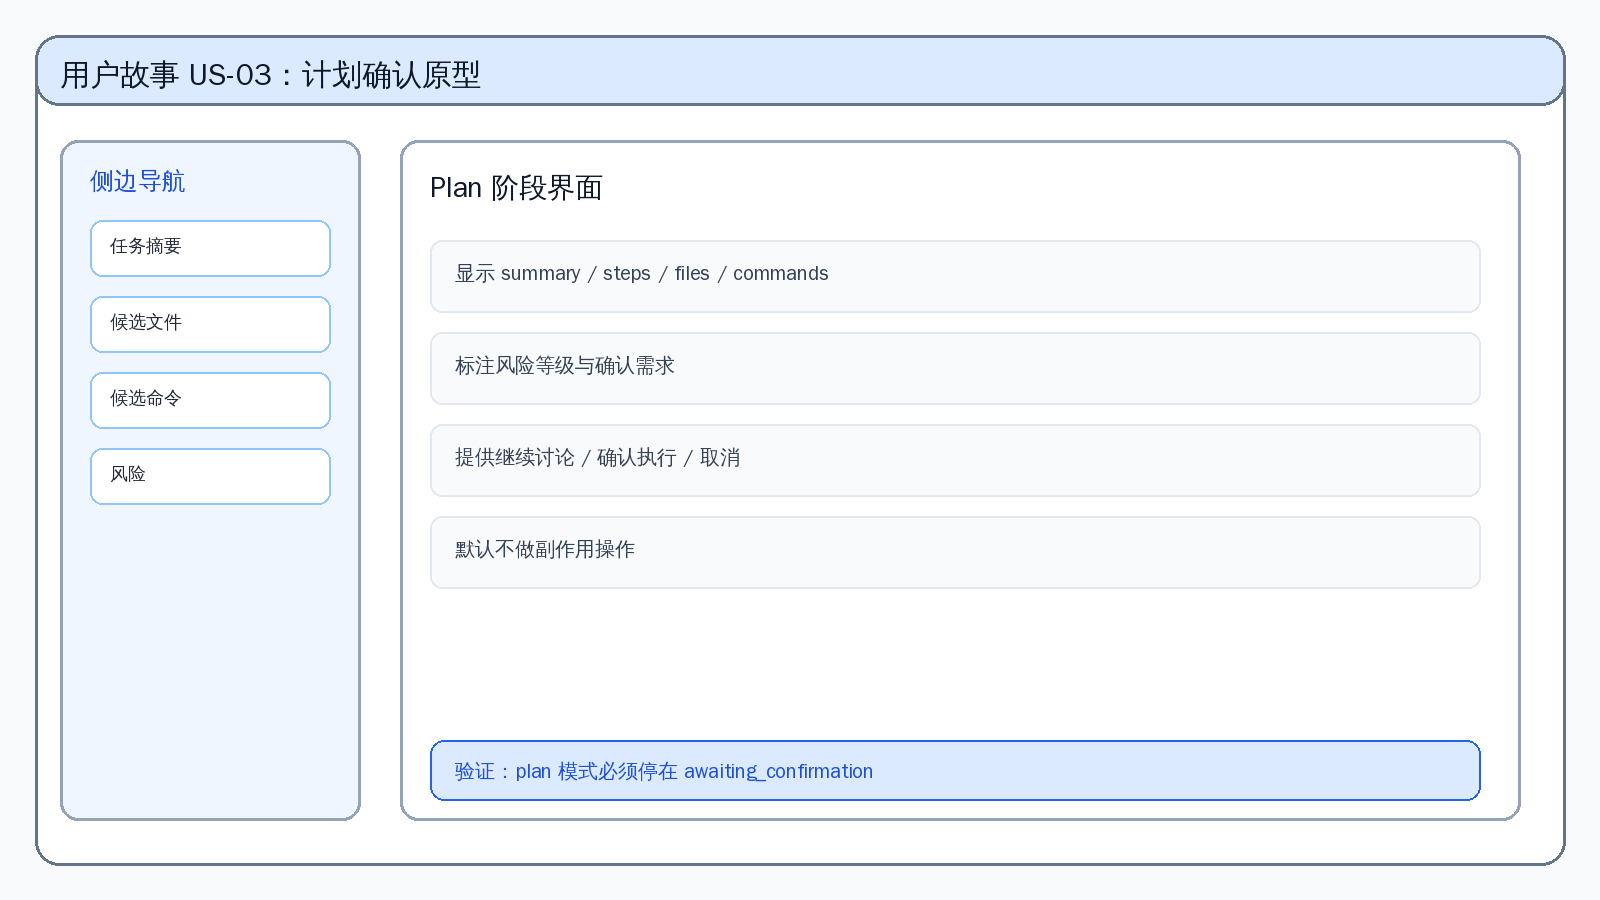 用户故事 US-03：计划确认原型
侧边导航
任务摘要
候选文件
候选命令
风险
Plan 阶段界面
显示 summary / steps / files / commands
标注风险等级与确认需求
提供继续讨论 / 确认执行 / 取消
默认不做副作用操作
验证：plan 模式必须停在 awaiting_confirmation